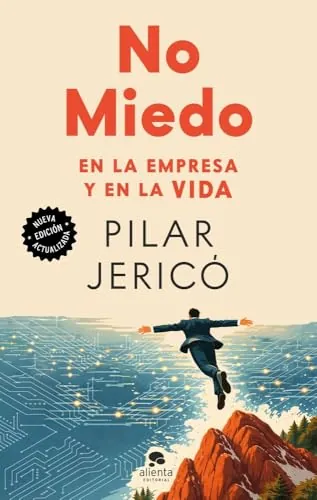 No
Miedo
EN LA EMPRESA
Y EN LA VIDA
NUEVA
EDICIÓN
ACTUALIZADA
PILAR
JERICÓ
alienta
EDITORIAL